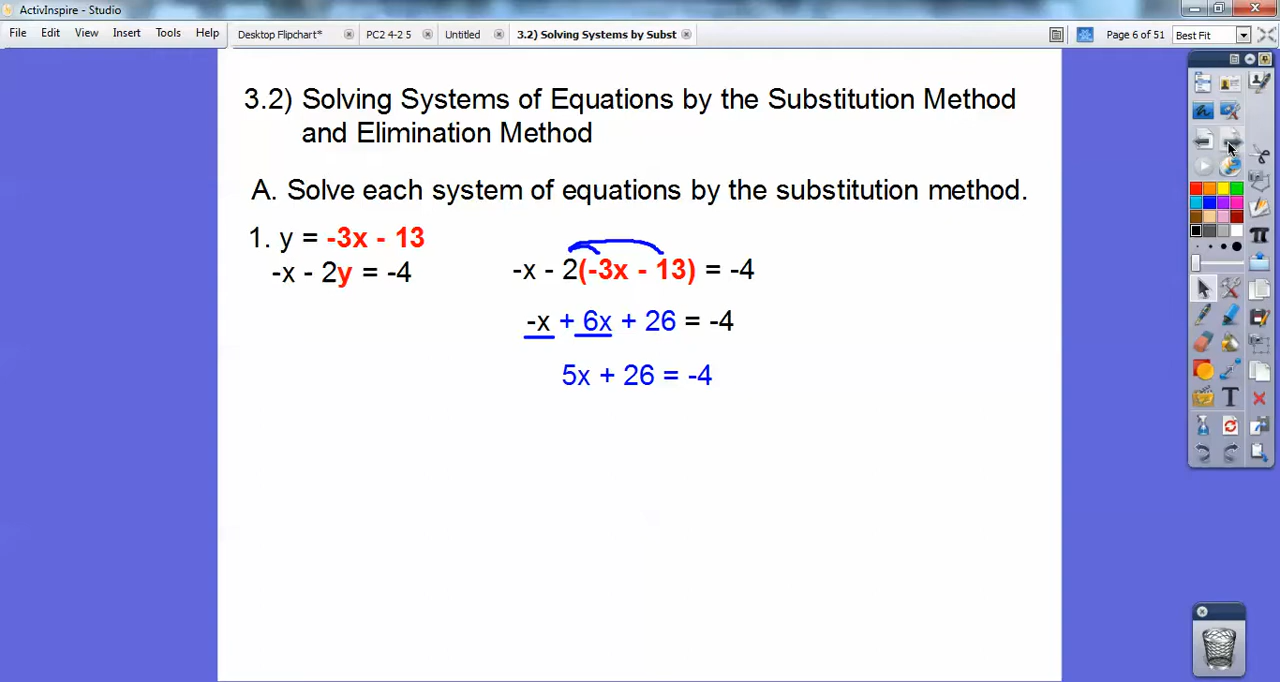 ActivInspire - Studio
File Edit View Insert Tools Help
Desktop Flipchart* PC2 4-2 5 Untitled 3.2) Solving Systems by Subst
Page 6 of 51 Best Fit
3.2) Solving Systems of Equations by the Substitution Method
and Elimination Method
A. Solve each system of equations by the substitution method.
1. y = -3x - 13
-x - 2y = -4
-x - 2(-3x - 13) = -4
-x + 6x + 26 = -4
5x + 26 = -4